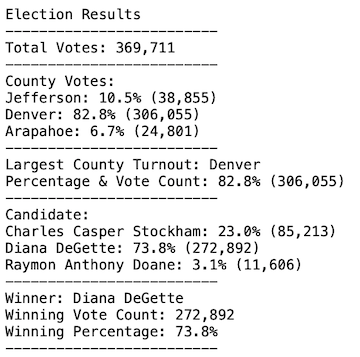 Election Results
-------------------------
Total Votes: 369,711
-------------------------
County Votes:
Jefferson: 10.5% (38,855)
Denver: 82.8% (306,055)
Arapahoe: 6.7% (24,801)
-------------------------
Largest County Turnout: Denver
Percentage & Vote Count: 82.8% (306,055)
-------------------------
Candidate:
Charles Casper Stockham: 23.0% (85,213)
Diana DeGette: 73.8% (272,892)
Raymon Anthony Doane: 3.1% (11,606)
-------------------------
Winner: Diana DeGette
Winning Vote Count: 272,892
Winning Percentage: 73.8%
-------------------------